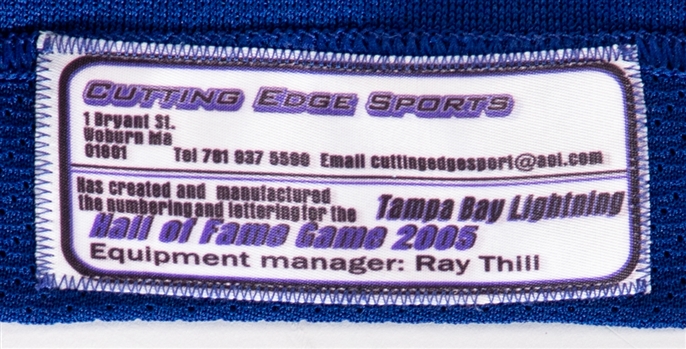 Cutting Edge Sports
1 Bryant St.
Woburn Ma
01801 Tel 781 937 5599 Email cuttingedgesport@aol.com
Has created and manufactured
the numbering and lettering for the Tampa Bay Lightning
Hall of Fame Game 2005
Equipment manager: Ray Thill